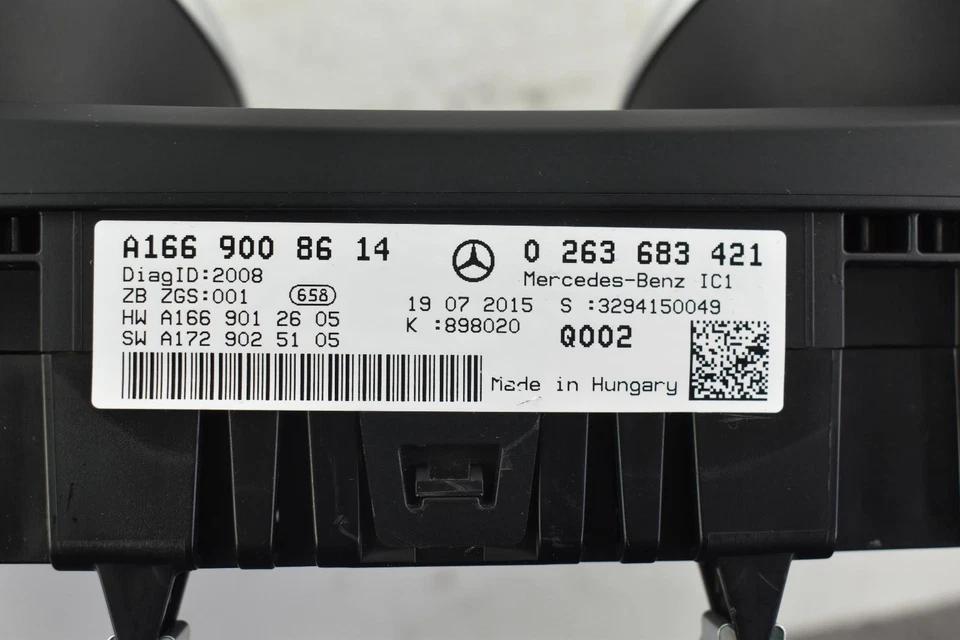 A166 900 86 14
0 263 683 421
DiagID:2008
Mercedes-Benz IC1
ZB ZGS:001 658
19 07 2015 S :3294150049
HW A166 901 26 05
K :898020
Q002
SW A172 902 51 05
Made in Hungary